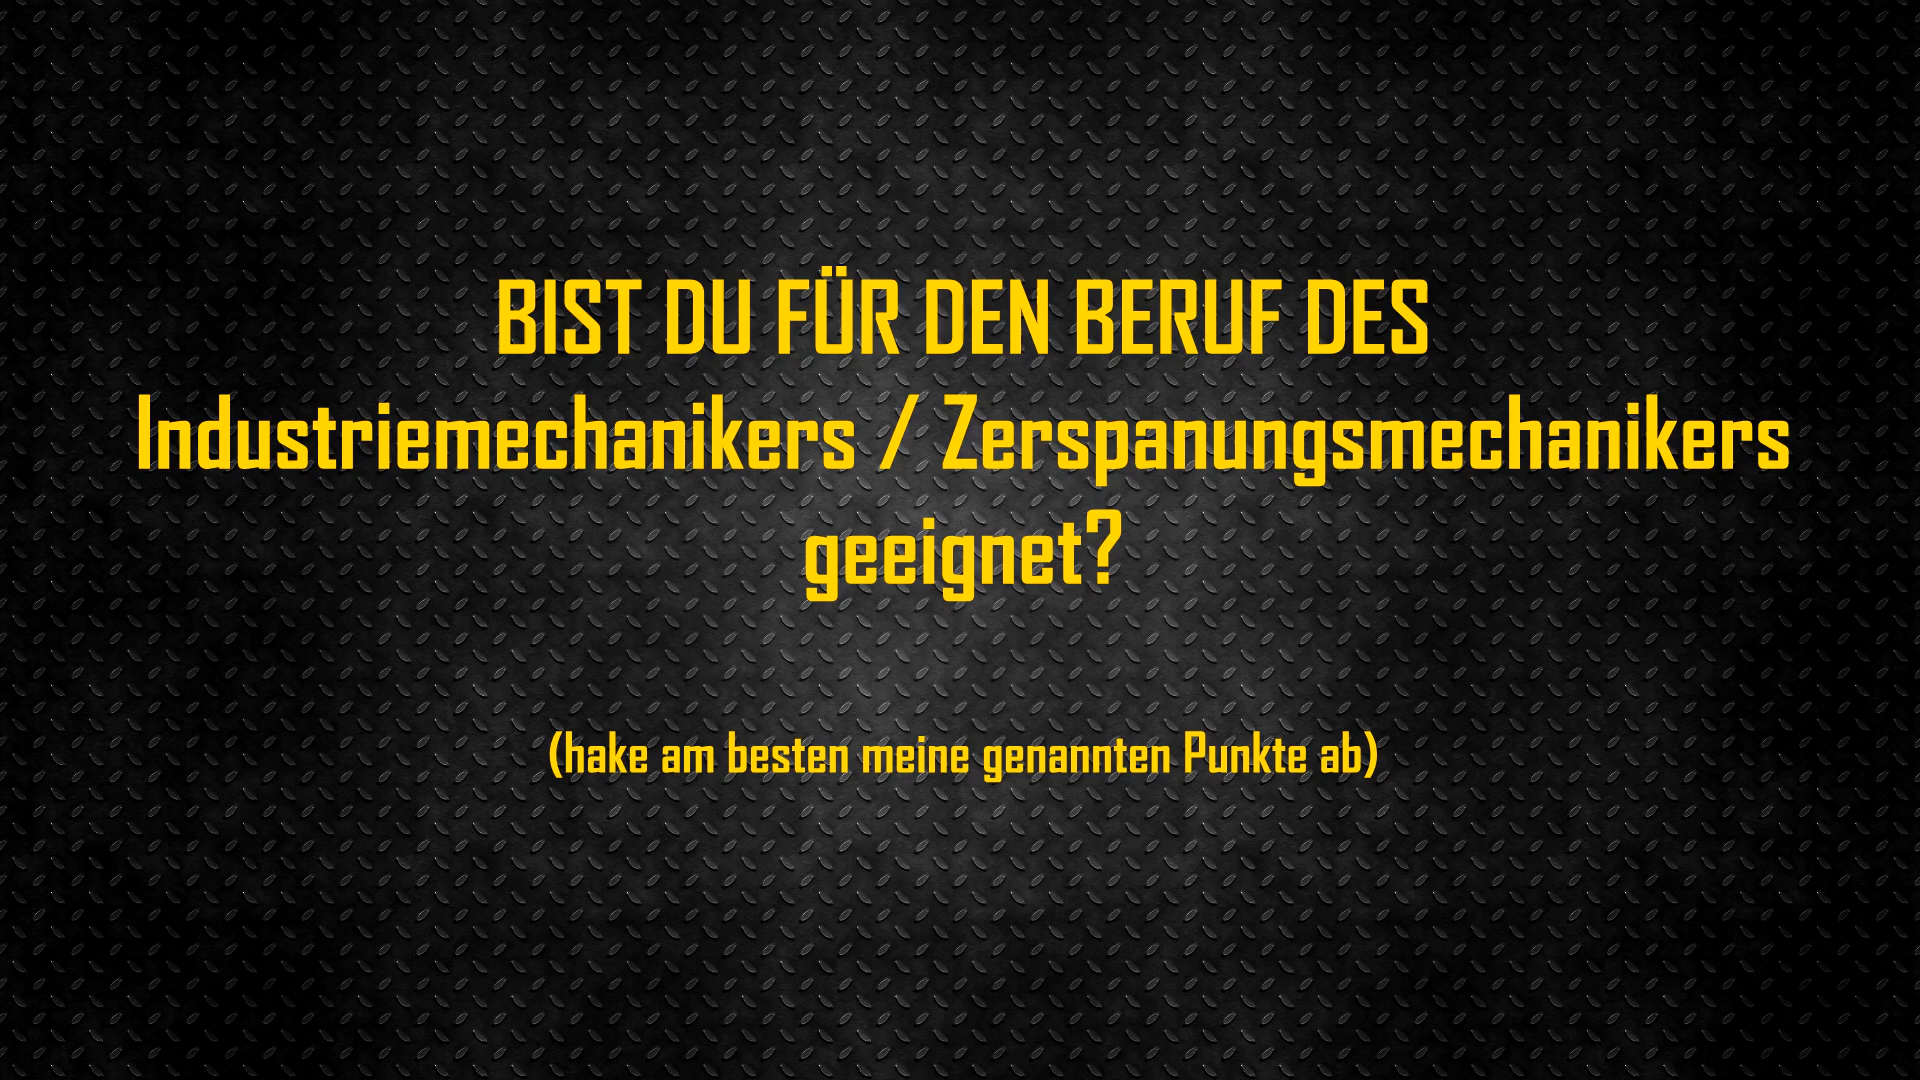 BIST DU FÜR DEN BERUF DES
Industriemechanikers / Zerspanungsmechanikers
geeignet?
(hake am besten meine genannten Punkte ab)